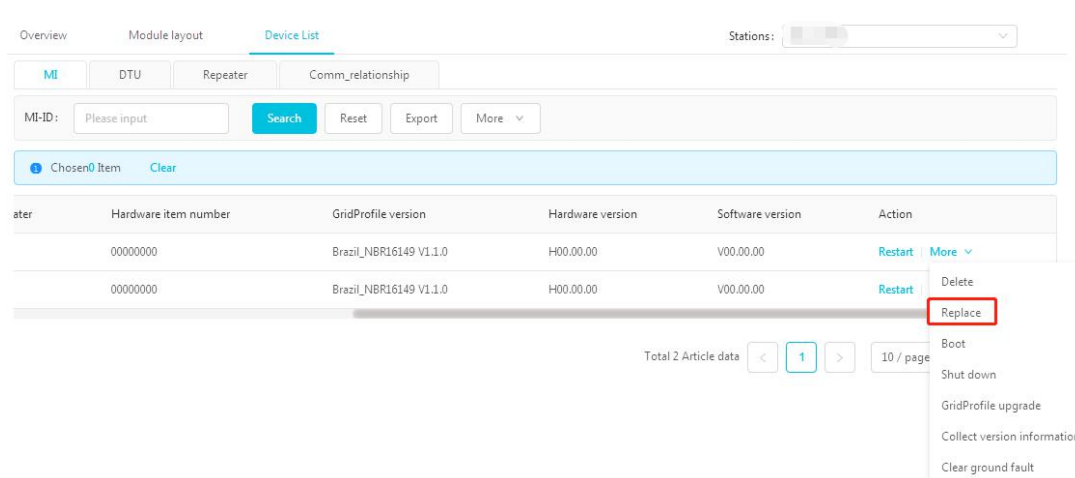 Overview Module layout Device List Stations:
MI DTU Repeater Comm_relationship
MI-ID: Please input Search Reset Export More
Chosen0 Item Clear
ater Hardware item number GridProfile version Hardware version Software version Action
00000000 Brazil_NBR16149 V1.1.0 H00.00.00 V00.00.00 Restart More
00000000 Brazil_NBR16149 V1.1.0 H00.00.00 V00.00.00 Restart
Delete
Replace
Boot
Shut down
GridProfile upgrade
Collect version informatio
Clear ground fault
Total 2 Article data < 1 > 10 / page